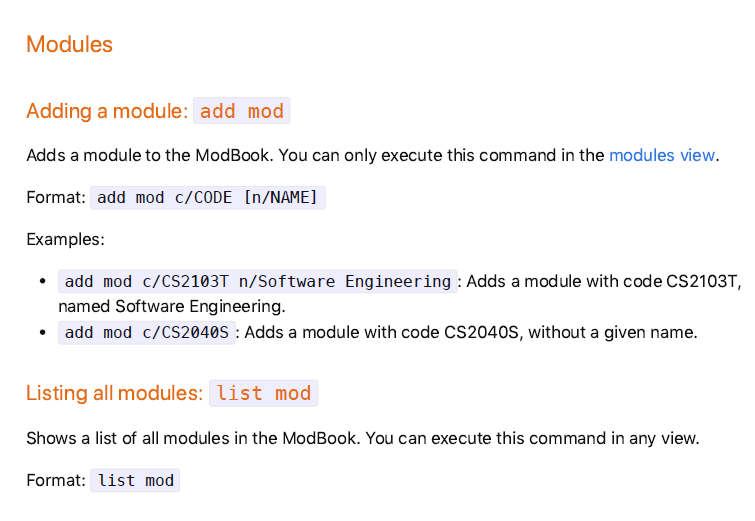 Modules
Adding a module: add mod
Adds a module to the ModBook. You can only execute this command in the modules view.
Format: add mod c/CODE [n/NAME]
Examples:
• add mod c/CS2103T n/Software Engineering: Adds a module with code CS2103T,
named Software Engineering.
• add mod c/CS2040S: Adds a module with code CS2040S, without a given name.
Listing all modules: list mod
Shows a list of all modules in the ModBook. You can execute this command in any view.
Format: list mod